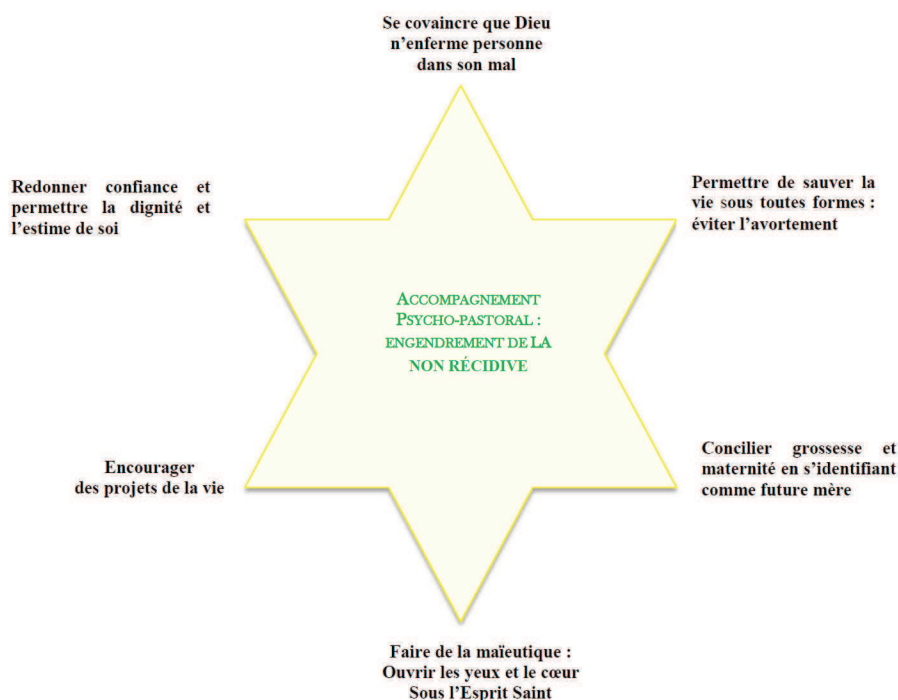 Se covaincre que Dieu
n’enferme personne
dans son mal
Redonner confiance et
permettre la dignité et
l’estime de soi
Permettre de sauver la
vie sous toutes formes :
éviter l’avortement
ACCOMPAGNEMENT
PSYCHO-PASTORAL :
ENGENDREMENT DE LA
NON RÉCIDIVE
Encourager
des projets de la vie
Concilier grossesse et
maternité en s’identifiant
comme future mère
Faire de la maïeutique :
Ouvrir les yeux et le cœur
Sous l’Esprit Saint